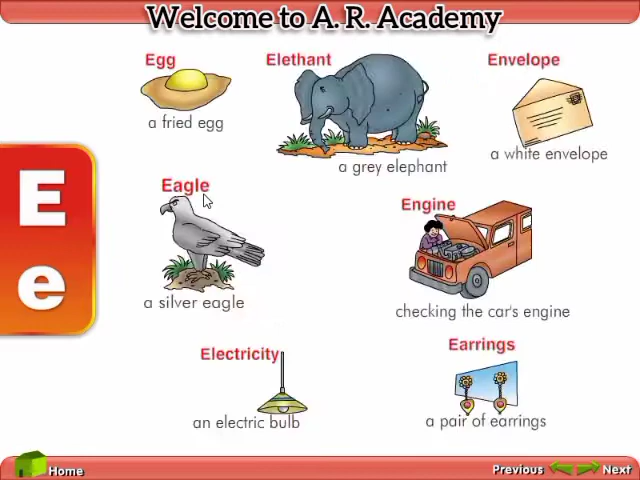 Welcome to A. R. Academy
Egg
a fried egg
Elethant
a grey elephant
Envelope
a white envelope
E
e
Eagle
a silver eagle
Engine
checking the car's engine
Electricity
an electric bulb
Earrings
a pair of earrings
Home
Previous
Next